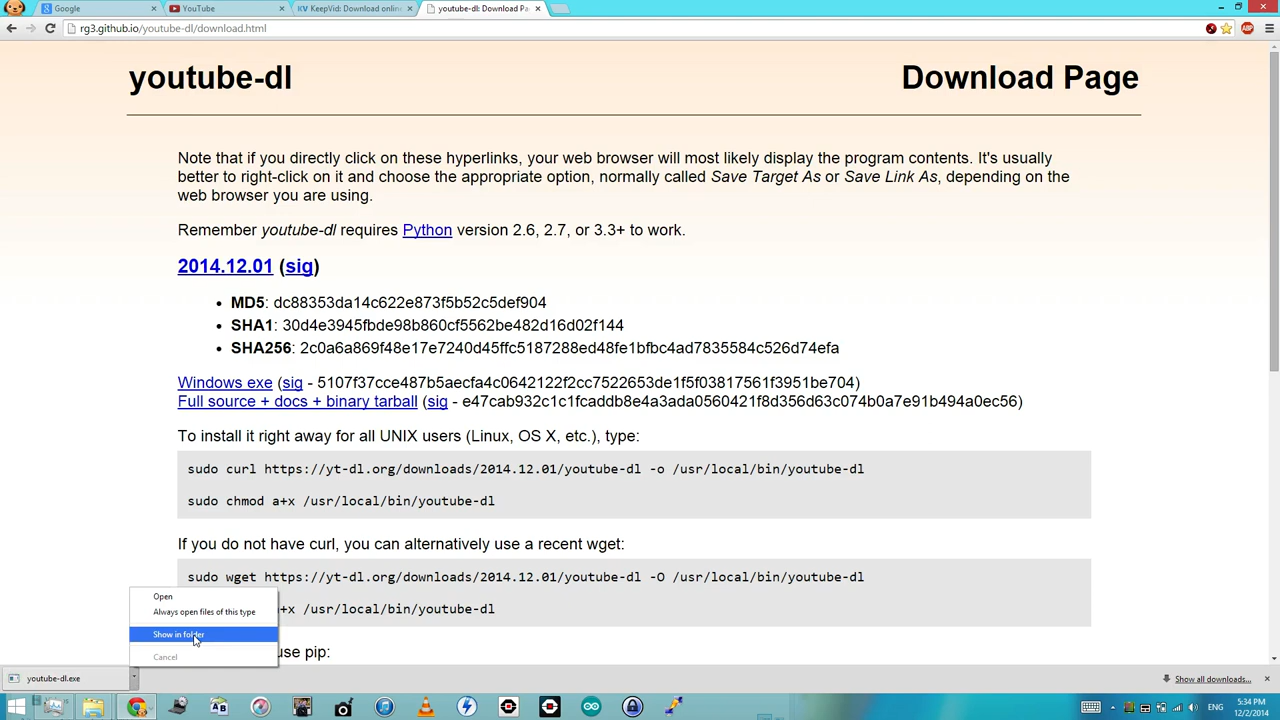 Google
YouTube
KeepVid: Download online
youtube-dl: Download Pa
rg3.github.io/youtube-dl/download.html
ABP
youtube-dl
Download Page
Note that if you directly click on these hyperlinks, your web browser will most likely display the program contents. It's usually
better to right-click on it and choose the appropriate option, normally called Save Target As or Save Link As, depending on the
web browser you are using.
Remember youtube-dl requires Python version 2.6, 2.7, or 3.3+ to work.
2014.12.01 (sig)
• MD5: dc88353da14c622e873f5b52c5def904
• SHA1: 30d4e3945fbde98b860cf5562be482d16d02f144
• SHA256: 2c0a6a869f48e17e7240d45ffc5187288ed48fe1bfbc4ad7835584c526d74efa
Windows exe (sig - 5107f37cce487b5aecfa4c0642122f2cc7522653de1f5f03817561f3951be704)
Full source + docs + binary tarball (sig - e47cab932c1c1fcaddb8e4a3ada0560421f8d356d63c074b0a7e91b494a0ec56)
To install it right away for all UNIX users (Linux, OS X, etc.), type:
sudo curl https://yt-dl.org/downloads/2014.12.01/youtube-dl -o /usr/local/bin/youtube-dl
sudo chmod a+x /usr/local/bin/youtube-dl
If you do not have curl, you can alternatively use a recent wget:
sudo wget https://yt-dl.org/downloads/2014.12.01/youtube-dl -O /usr/local/bin/youtube-dl
a+x /usr/local/bin/youtube-dl
use pip:
Open
Always open files of this type
Show in folder
Cancel
youtube-dl.exe
Show all downloads...
ENG
5:34 PM
12/2/2014